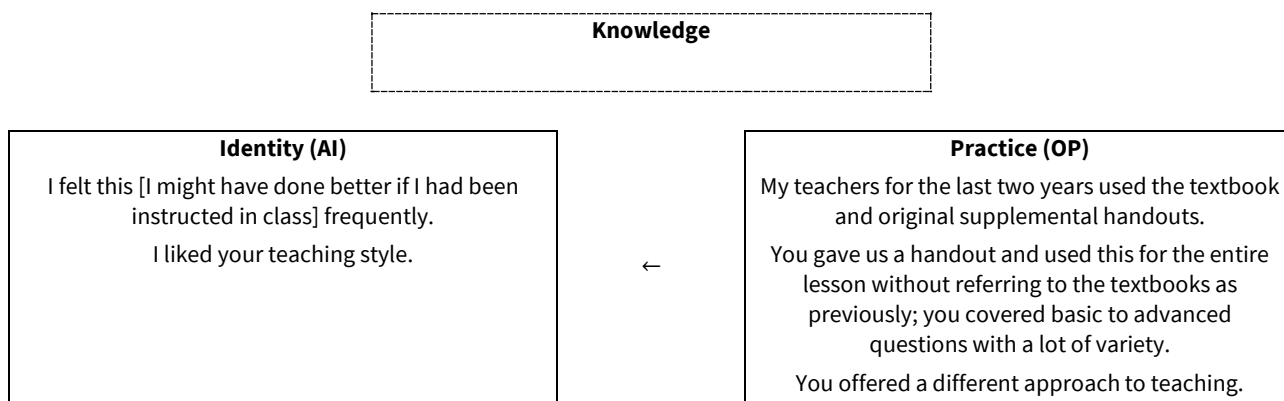 Knowledge
Identity (AI)
I felt this [I might have done better if I had been
instructed in class] frequently.
I liked your teaching style.
←
Practice (OP)
My teachers for the last two years used the textbook
and original supplemental handouts.
You gave us a handout and used this for the entire
lesson without referring to the textbooks as
previously; you covered basic to advanced
questions with a lot of variety.
You offered a different approach to teaching.